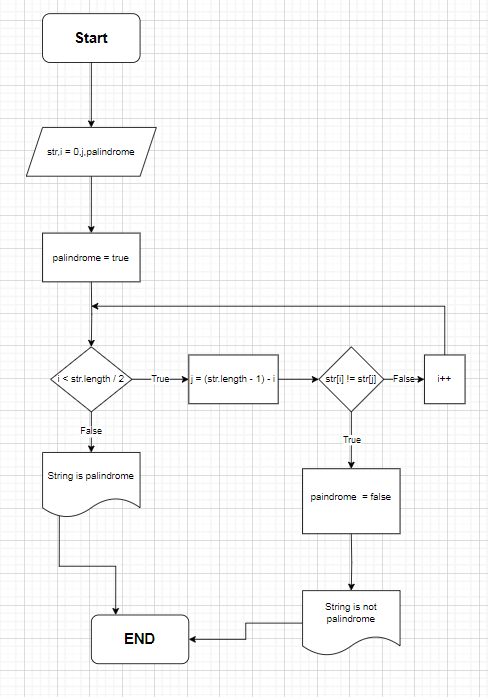 Start
str,i = 0,j,palindrome
palindrome = true
i < str.length / 2
True
j = (str.length - 1) - i
str[i] != str[j]
False
i++
False
True
String is palindrome
paindrome = false
String is not
palindrome
END